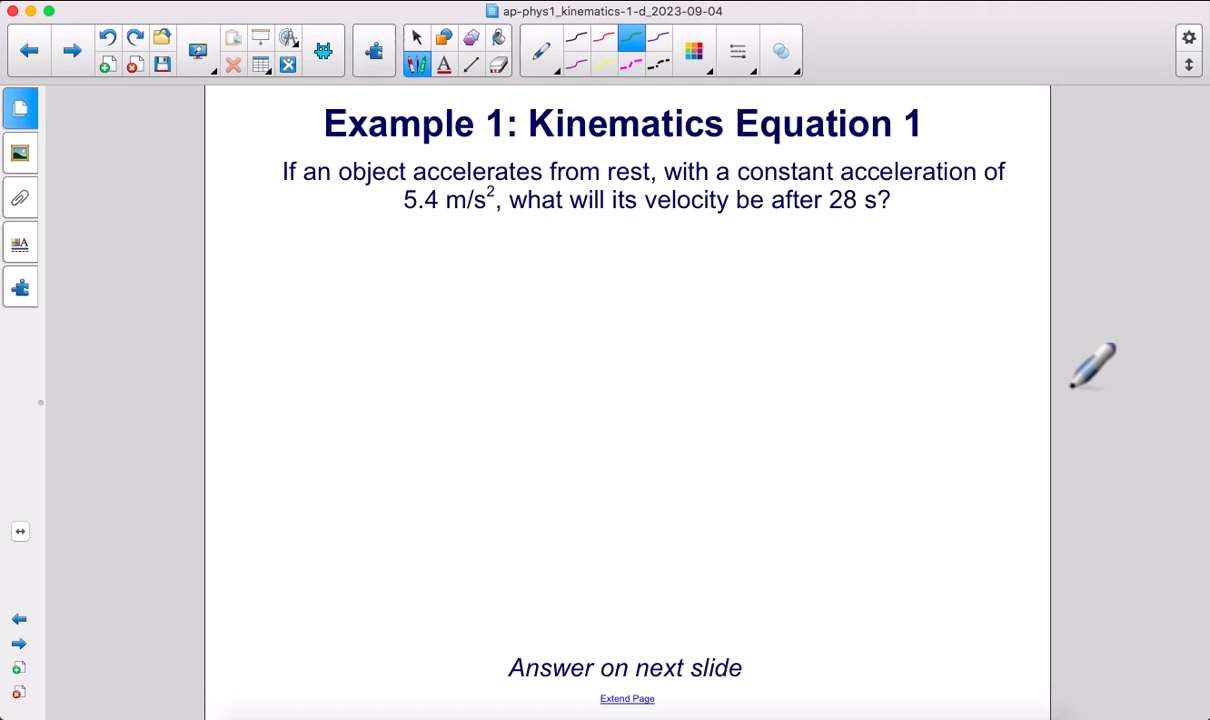 ap-phys1_kinematics-1-d_2023-09-04
Example 1: Kinematics Equation 1
If an object accelerates from rest, with a constant acceleration of
5.4 m/s², what will its velocity be after 28 s?
Answer on next slide
Extend Page